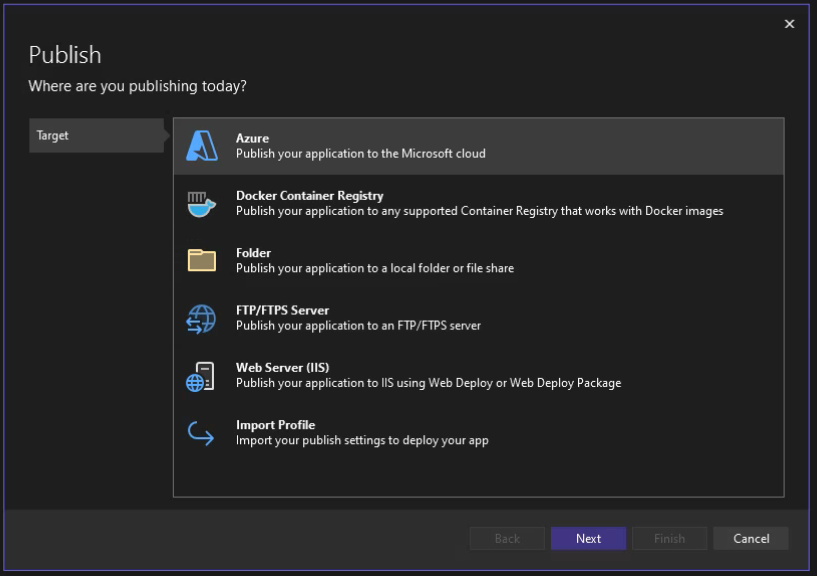 Publish
Where are you publishing today?
Target
Azure
Publish your application to the Microsoft cloud
Docker Container Registry
Publish your application to any supported Container Registry that works with Docker images
Folder
Publish your application to a local folder or file share
FTP/FTPS Server
Publish your application to an FTP/FTPS server
Web Server (IIS)
Publish your application to IIS using Web Deploy or Web Deploy Package
Import Profile
Import your publish settings to deploy your app
Back
Next
Finish
Cancel